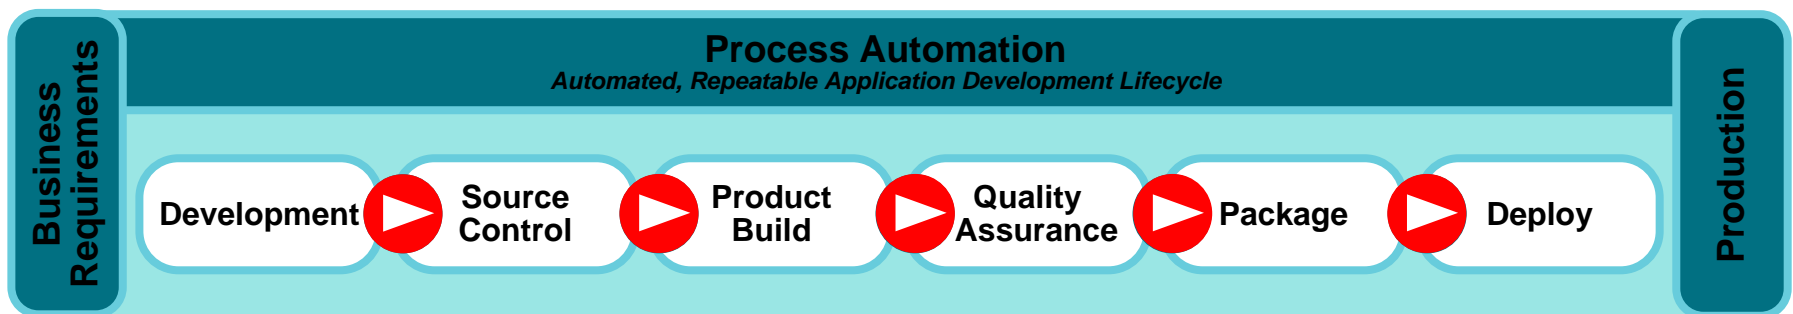 Business
Requirements
Process Automation
Automated, Repeatable Application Development Lifecycle
Development
Source
Control
Product
Build
Quality
Assurance
Package
Deploy
Production